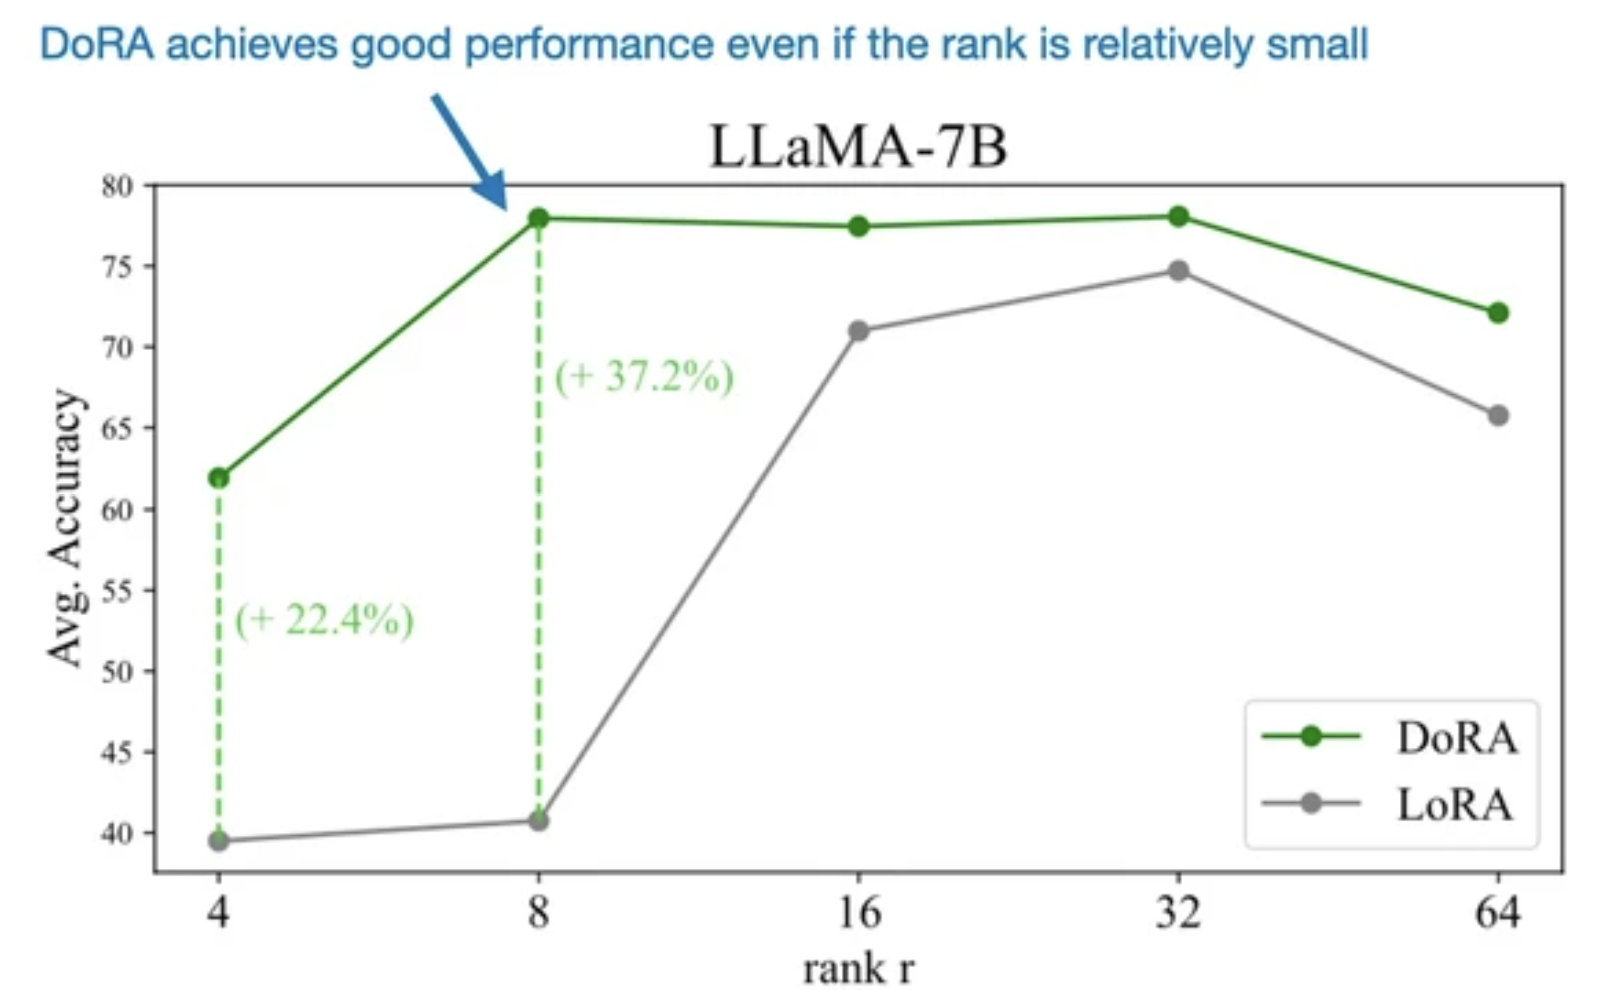 DoRA achieves good performance even if the rank is relatively small
LLaMA-7B
80
75
70
65
60
55
50
45
40
Avg. Accuracy
(+ 37.2%)
(+ 22.4%)
DoRA
LoRA
4 8 16 32 64
rank r